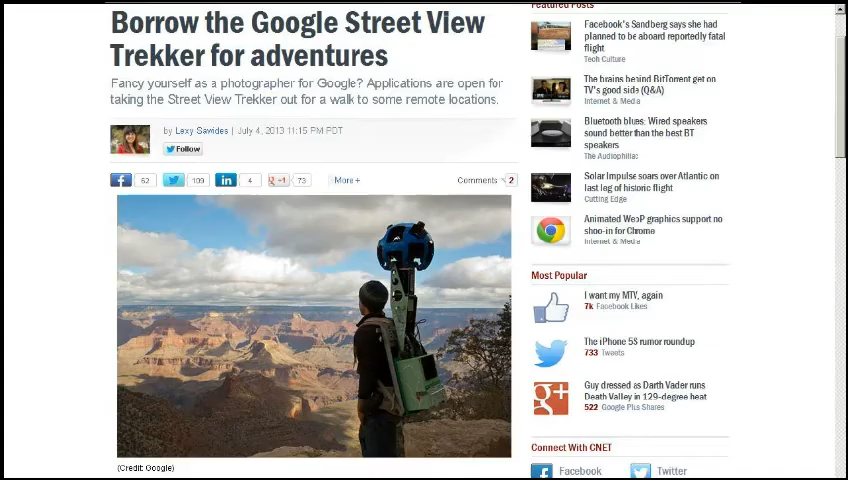 Borrow the Google Street View
Trekker for adventures
Fancy yourself as a photographer for Google? Applications are open for
taking the Street View Trekker out for a walk to some remote locations.
by Lexy Savides | July 4, 2013 11:15 PM PDT
Follow
f 62 109 in 4 g +1 73 More + Comments 2
(Credit: Google)
Featured Posts
Facebook's Sandberg says she had
planned to be aboard reportedly fatal
flight
Tech Culture
The brains behind BitTorrent get on
TV's good side (Q&A)
Internet & Media
Bluetooth blues: Wired speakers
sound better than the best BT
speakers
The Audiophiliac
Solar Impulse soars over Atlantic on
last leg of historic flight
Cutting Edge
Animated WebP graphics support no
shoo-in for Chrome
Internet & Media
Most Popular
I want my MTV, again
7k Facebook Likes
The iPhone 5S rumor roundup
733 Tweets
g+
Guy dressed as Darth Vader runs
Death Valley in 129-degree heat
522 Google Plus Shares
Connect With CNET
f Facebook Twitter